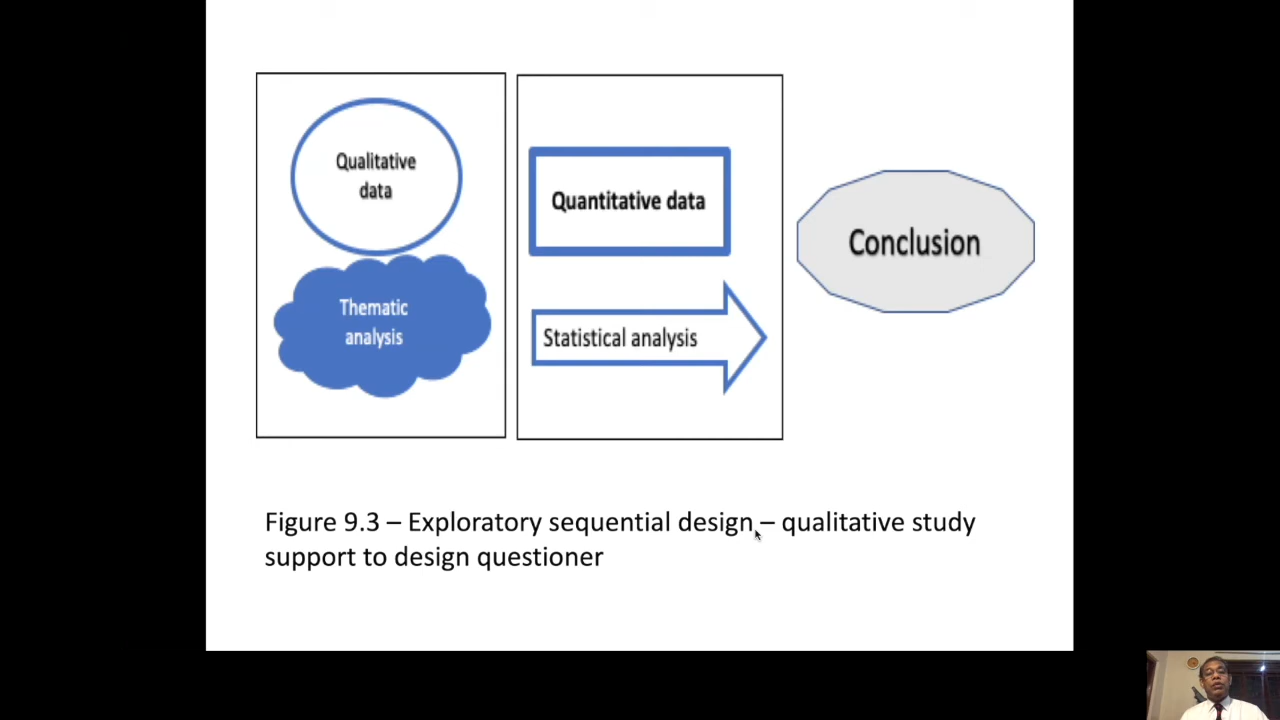 Qualitative
data
Thematic
analysis
Quantitative data
Statistical analysis
Conclusion
Figure 9.3 – Exploratory sequential design – qualitative study
support to design questioner